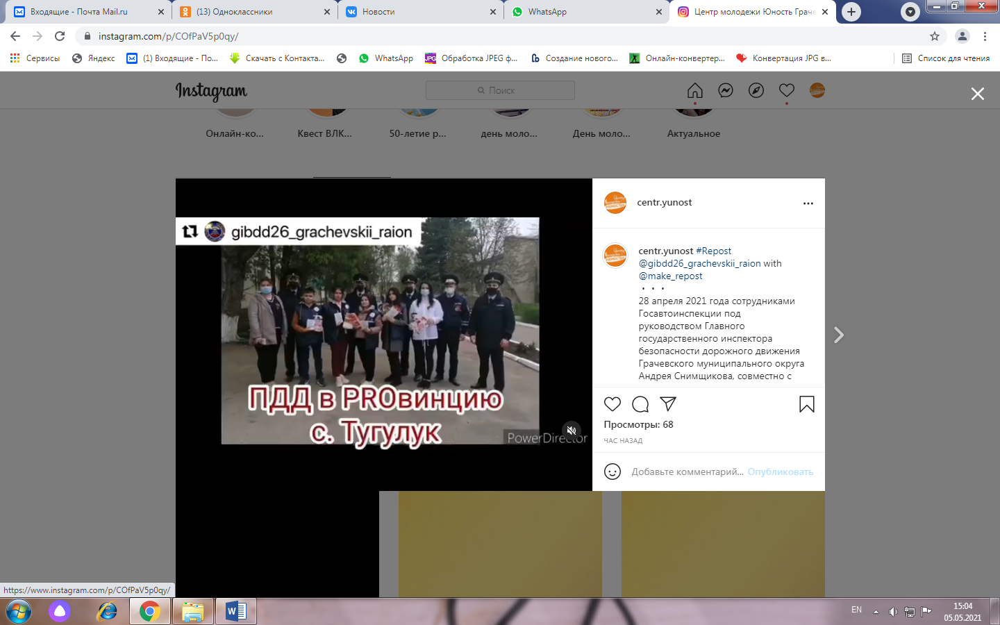 Входящие - Почта Mail.ru
(13) Одноклассники
Новости
WhatsApp
Центр молодежи Юность Граче
instagram.com/p/COfPaV5p0qy/
Сервисы
Яндекс
(1) Входящие - По...
Скачать с Контакта...
WhatsApp
JPG
Обработка JPEG ф...
Создание нового...
Онлайн-конвертер...
Конвертация JPG в...
Список для чтения
Instagram
Поиск
Онлайн-ко...
Квест ВЛК...
50-летие р...
день моло...
День моло...
Актуальное
gibdd26_grachevskii_raion
ПДД в PROвинцию
с. Тугулук
PowerDirector
centr.yunost
centr.yunost #Repost
@gibdd26_grachevskii_raion with
@make_repost
• • •
28 апреля 2021 года сотрудниками
Госавтоинспекции под
руководством Главного
государственного инспектора
безопасности дорожного движения
Грачевского муниципального округа
Андрея Снимщикова, совместно с
Просмотры: 68
ЧАС НАЗАД
Добавьте комментарий... Опубликовать
https://www.instagram.com/p/COfPaV5p0qy/
EN
15:04
05.05.2021